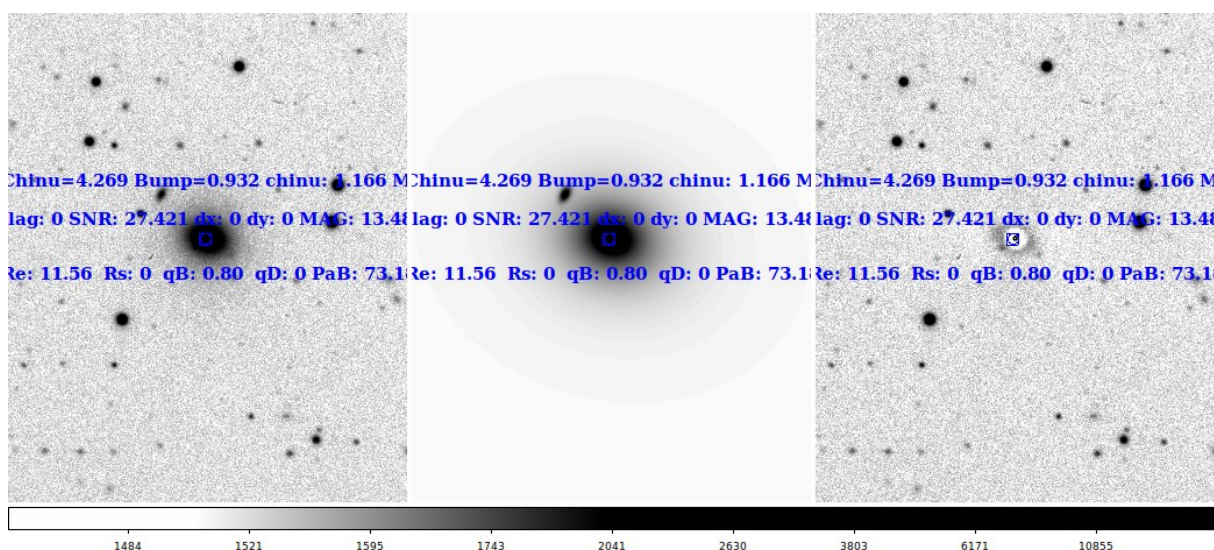 Chinu=4.269 Bump=0.932 chinu: 1.166 M
Chinu=4.269 Bump=0.932 chinu: 1.166 M
Chinu=4.269 Bump=0.932 chinu: 1.166 M
lag: 0 SNR: 27.421 dx: 0 dy: 0 MAG: 13.48
lag: 0 SNR: 27.421 dx: 0 dy: 0 MAG: 13.48
lag: 0 SNR: 27.421 dx: 0 dy: 0 MAG: 13.48
Re: 11.56 Rs: 0 qB: 0.80 qD: 0 PaB: 73.18
Re: 11.56 Rs: 0 qB: 0.80 qD: 0 PaB: 73.18
Re: 11.56 Rs: 0 qB: 0.80 qD: 0 PaB: 73.18
1484 1521 1595 1743 2041 2630 3803 6171 10855